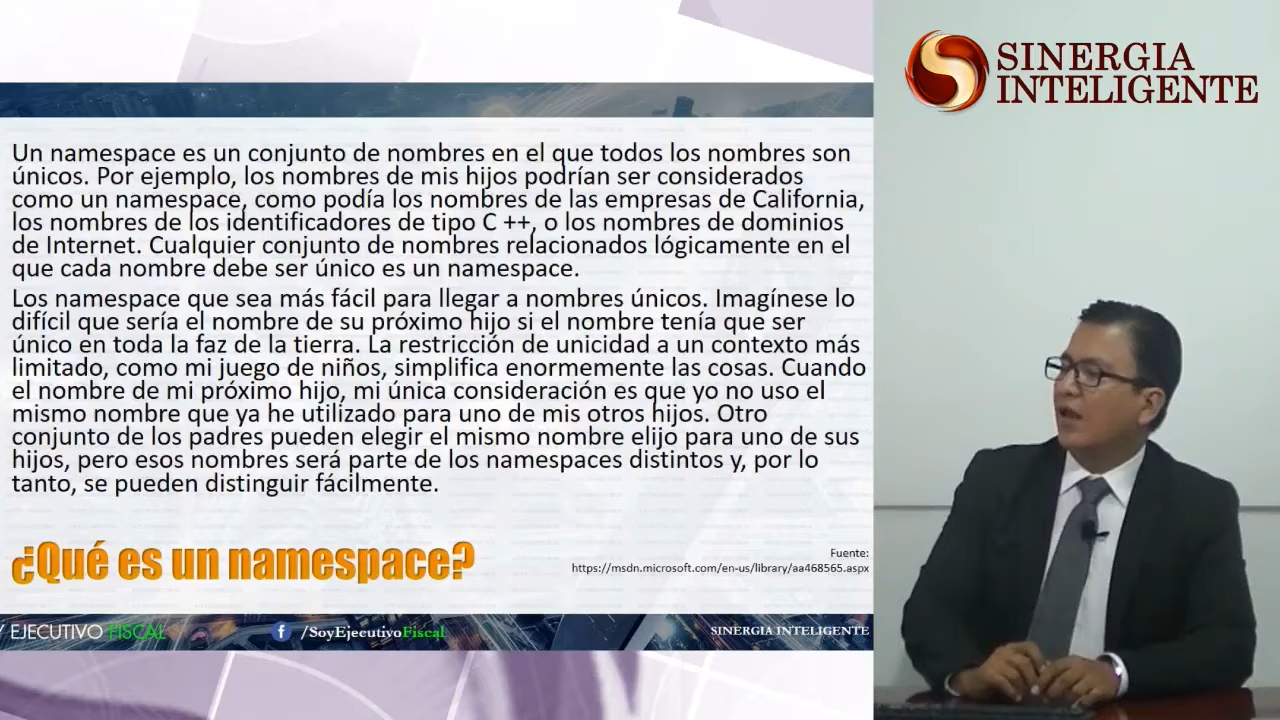 SINERGIA
INTELIGENTE
Un namespace es un conjunto de nombres en el que todos los nombres son
únicos. Por ejemplo, los nombres de mis hijos podrían ser considerados
como un namespace, como podía los nombres de las empresas de California,
los nombres de los identificadores de tipo C ++, o los nombres de dominios
de Internet. Cualquier conjunto de nombres relacionados lógicamente en el
que cada nombre debe ser único es un namespace.
Los namespace que sea más fácil para llegar a nombres únicos. Imagínese lo
difícil que sería el nombre de su próximo hijo si el nombre tenía que ser
único en toda la faz de la tierra. La restricción de unicidad a un contexto más
limitado, como mi juego de niños, simplifica enormemente las cosas. Cuando
el nombre de mi próximo hijo, mi única consideración es que yo no uso el
mismo nombre que ya he utilizado para uno de mis otros hijos. Otro
conjunto de los padres pueden elegir el mismo nombre elijo para uno de sus
hijos, pero esos nombres será parte de los namespaces distintos y, por lo
tanto, se pueden distinguir fácilmente.
¿Qué es un namespace?
Fuente:
https://msdn.microsoft.com/en-us/library/aa468565.aspx
Y EJECUTIVO FISCAL
f /SoyEjecutivoFiscal
SINERGIA INTELIGENTE